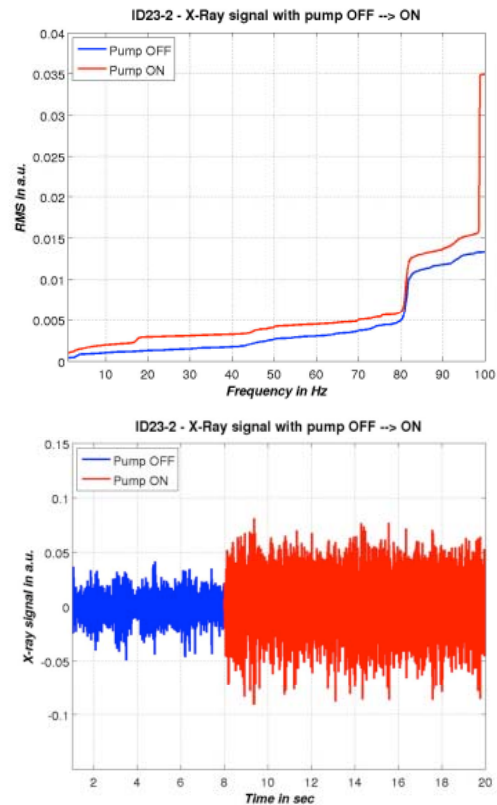 ID23-2 - X-Ray signal with pump OFF --> ON
0.04
0.035
0.03
0.025
0.02
0.015
0.01
0.005
0
Pump OFF
Pump ON
RMS in a.u.
10 20 30 40 50 60 70 80 90 100
Frequency in Hz
ID23-2 - X-Ray signal with pump OFF --> ON
0.15
0.1
0.05
0
-0.05
-0.1
Pump OFF
Pump ON
X-ray signal in a.u.
2 4 6 8 10 12 14 16 18 20
Time in sec